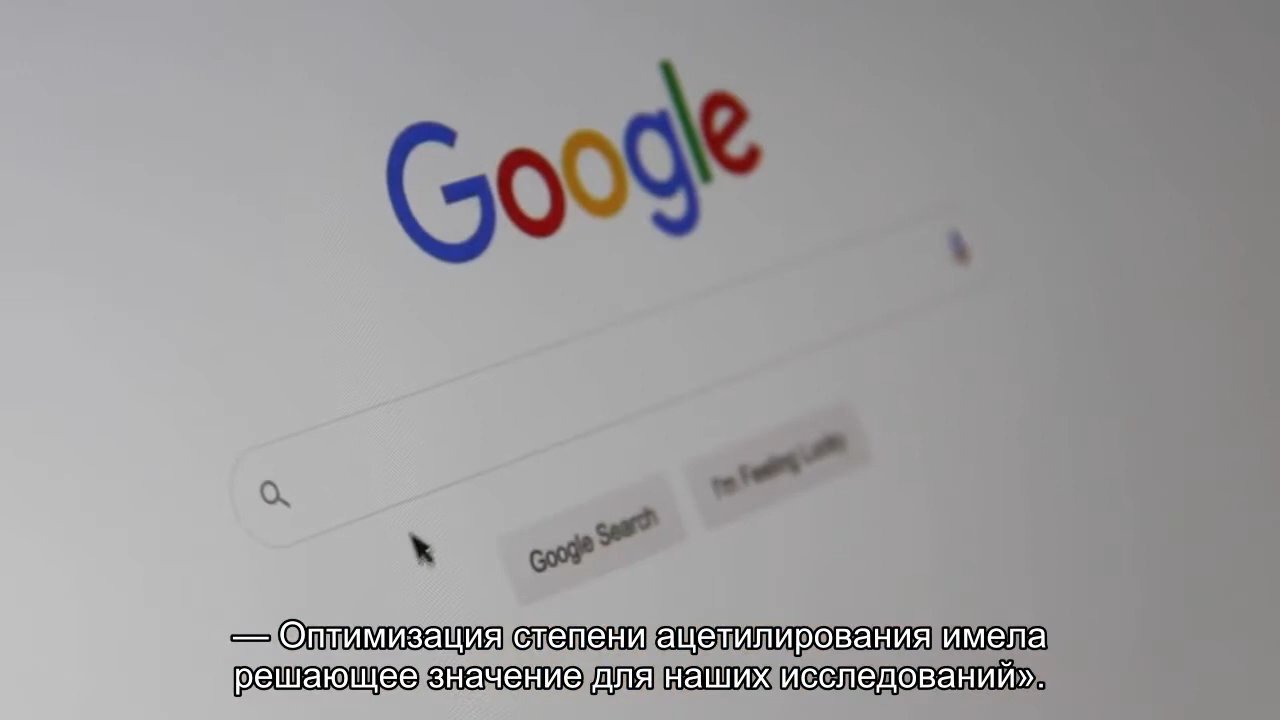 Google
Google Search
I'm Feeling Lucky
— Оптимизация степени ацетилирования имела
решающее значение для наших исследований».